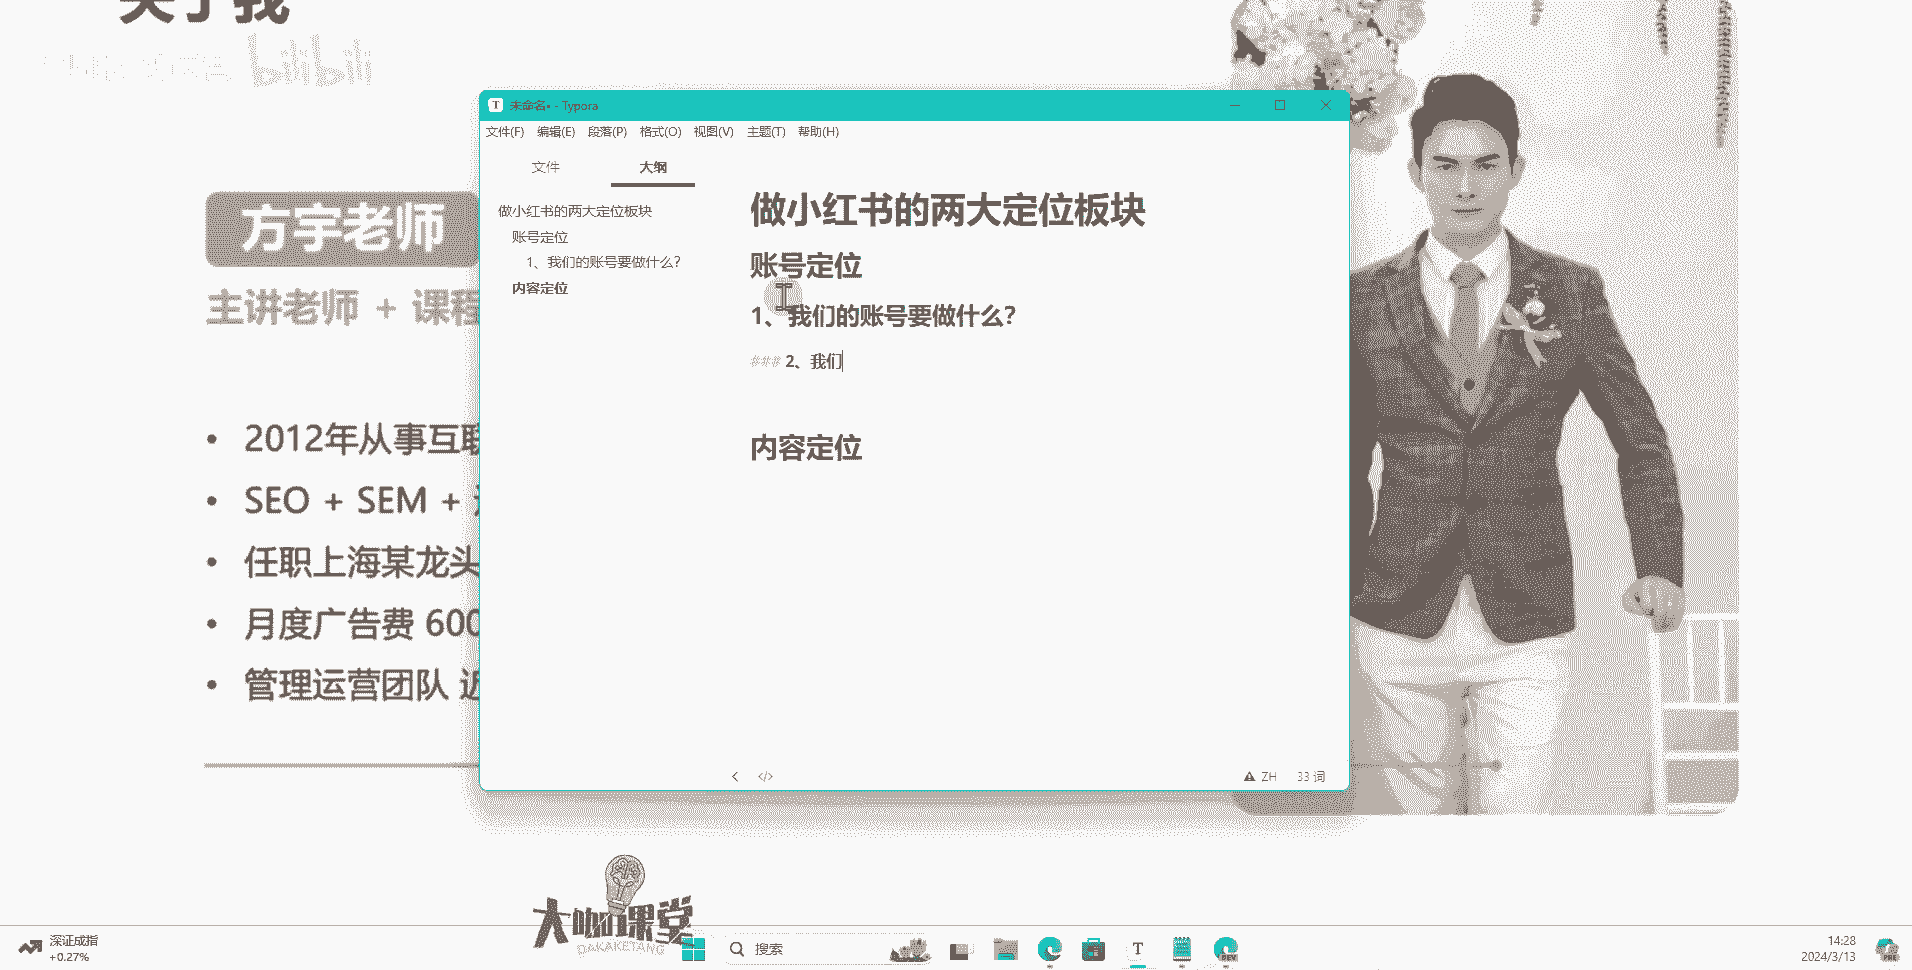 关于我
bilibili
方宇老师
主讲老师 + 课程
2012年从事互联
SEO + SEM +
任职上海某龙头
月度广告费 600
管理运营团队 近
未命名• - Typora
文件(F) 编辑(E) 段落(P) 格式(O) 视图(V) 主题(T) 帮助(H)
文件 大纲
做小红书的两大定位板块
账号定位
1、我们的账号要做什么?
内容定位
做小红书的两大定位板块
账号定位
1、我们的账号要做什么?
### 2、我们
内容定位
ZH 33 词
大咖课堂
DAKAKETANG
深证成指
+0.27%
搜索
T
DEV
14:28
2024/3/13
PRE